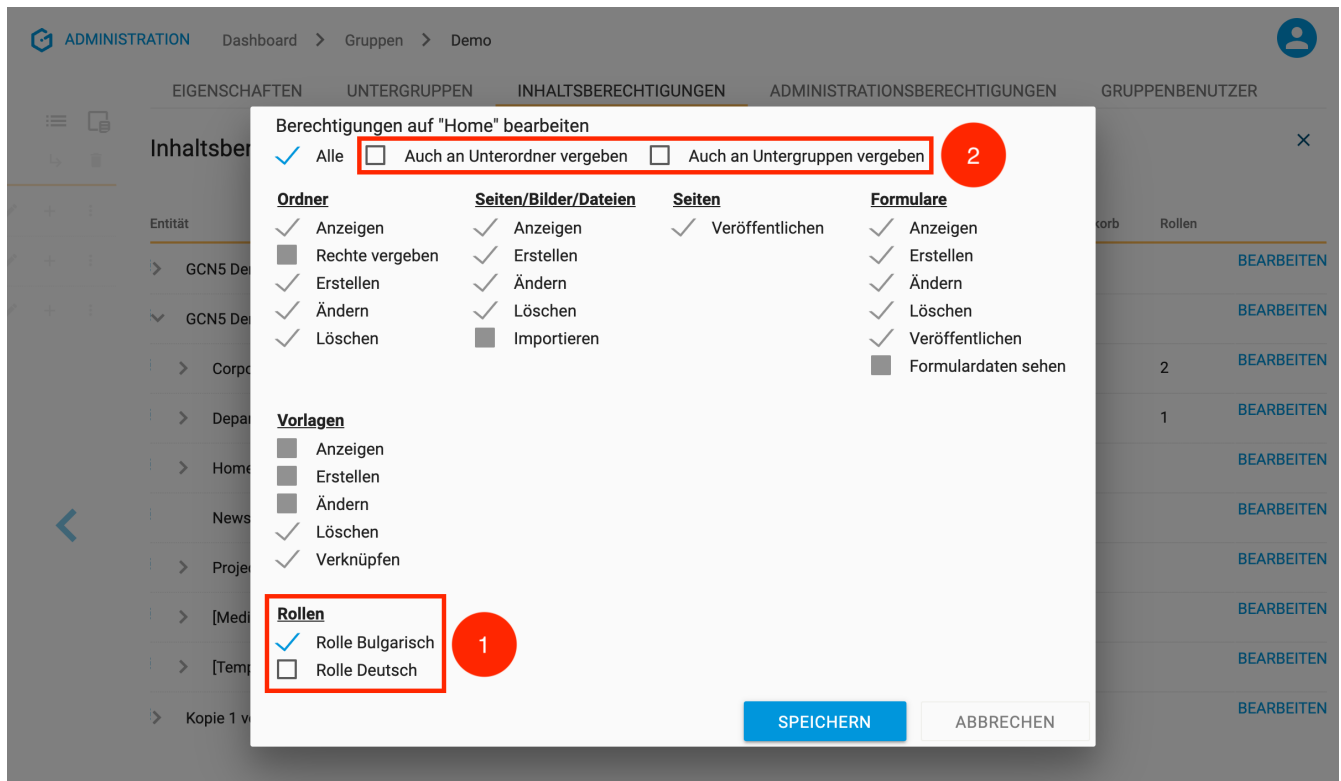 ADMINISTRATION Dashboard > Gruppen > Demo
EIGENSCHAFTEN UNTERGRUPPEN INHALTSBERECHTIGUNGEN ADMINISTRATIONSBERECHTIGUNGEN GRUPPENBENUTZER
Inhaltsber
Berechtigungen auf "Home" bearbeiten
Alle Auch an Unterordner vergeben Auch an Untergruppen vergeben 2
Entität korb Rollen
Ordner Seiten/Bilder/Dateien Seiten Formulare
Anzeigen Anzeigen Veröffentlichen Anzeigen
Rechte vergeben Erstellen Erstellen
Erstellen Ändern Ändern
Ändern Löschen Löschen
Löschen Importieren Veröffentlichen
Formulardaten sehen
Vorlagen
Anzeigen
Erstellen
Ändern
Löschen
Verknüpfen
Rollen
Rolle Bulgarisch 1
Rolle Deutsch
SPEICHERN ABBRECHEN
GCN5 De BEARBEITEN
GCN5 De BEARBEITEN
Corpo 2 BEARBEITEN
Depar 1 BEARBEITEN
Home BEARBEITEN
News BEARBEITEN
Projec BEARBEITEN
[Medi BEARBEITEN
[Temp BEARBEITEN
Kopie 1 vo BEARBEITEN